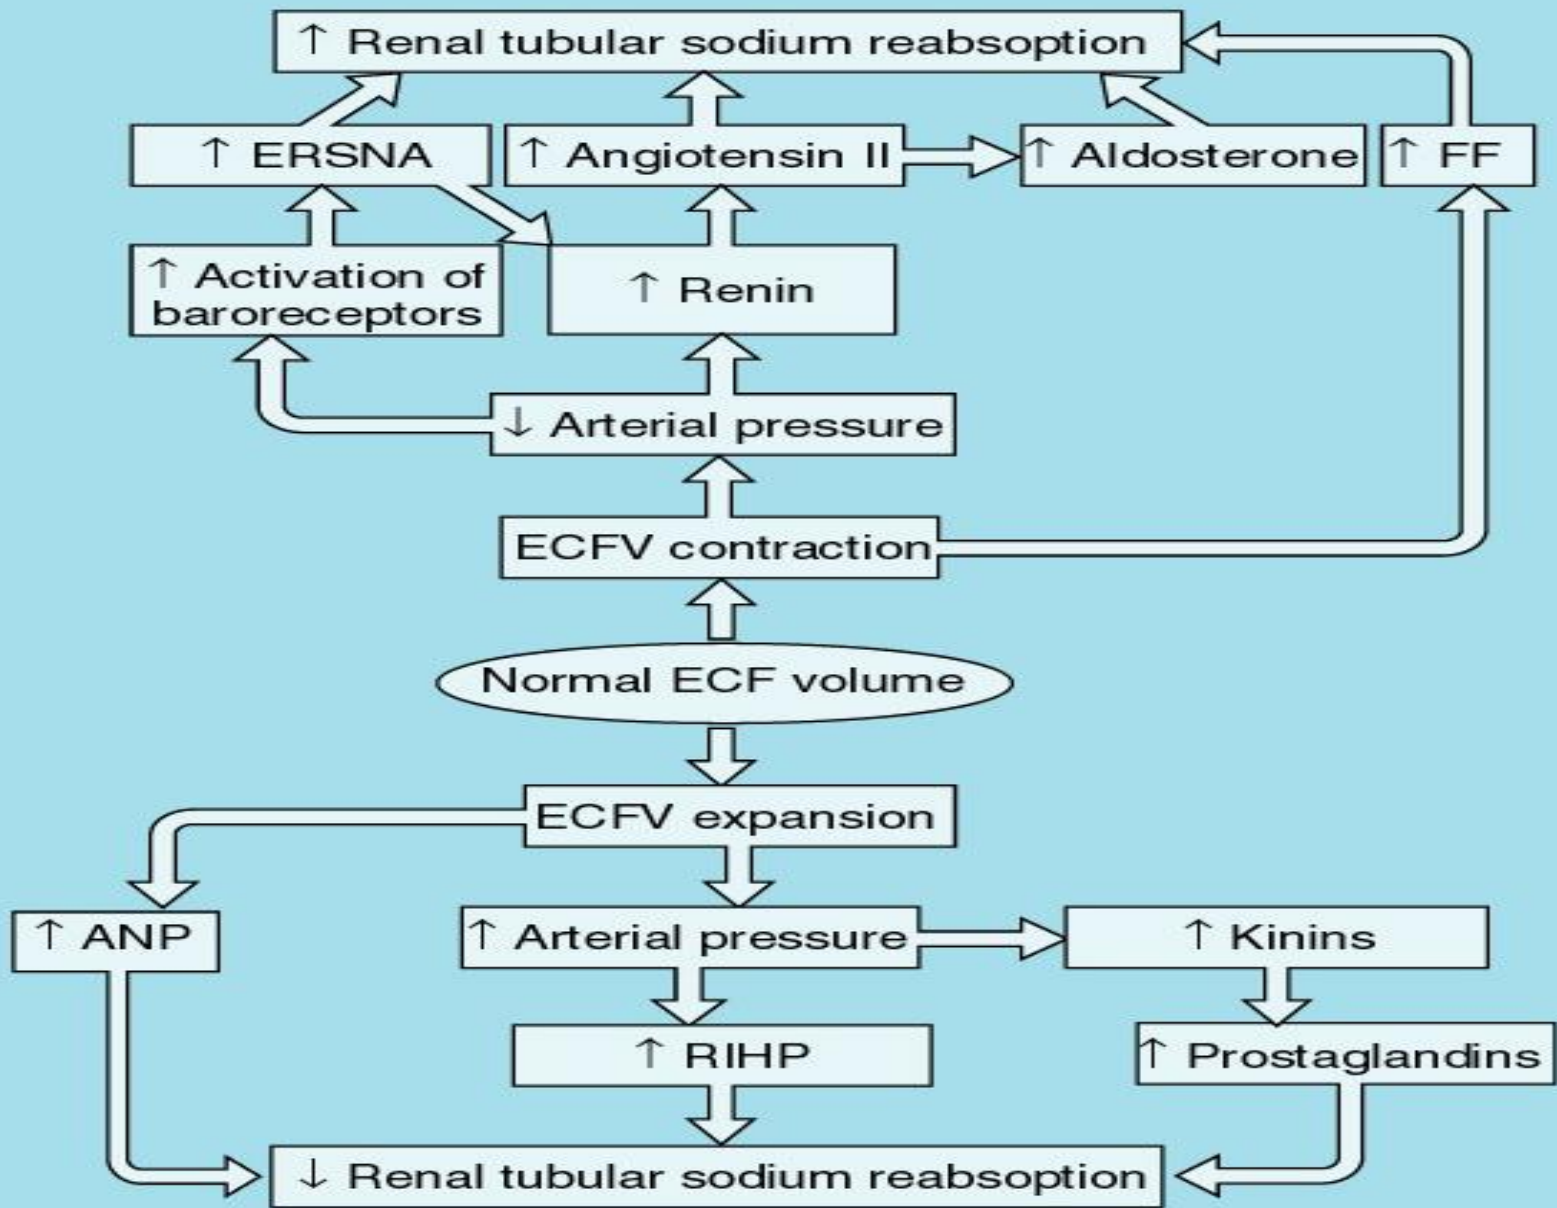 ↑ Renal tubular sodium reabsoption
↑ ERSNA
↑ Angiotensin II
↑ Aldosterone
↑ FF
↑ Activation of
baroreceptors
↑ Renin
↓ Arterial pressure
ECFV contraction
Normal ECF volume
ECFV expansion
↑ ANP
↑ Arterial pressure
↑ Kinins
↑ RIHP
↑ Prostaglandins
↓ Renal tubular sodium reabsoption